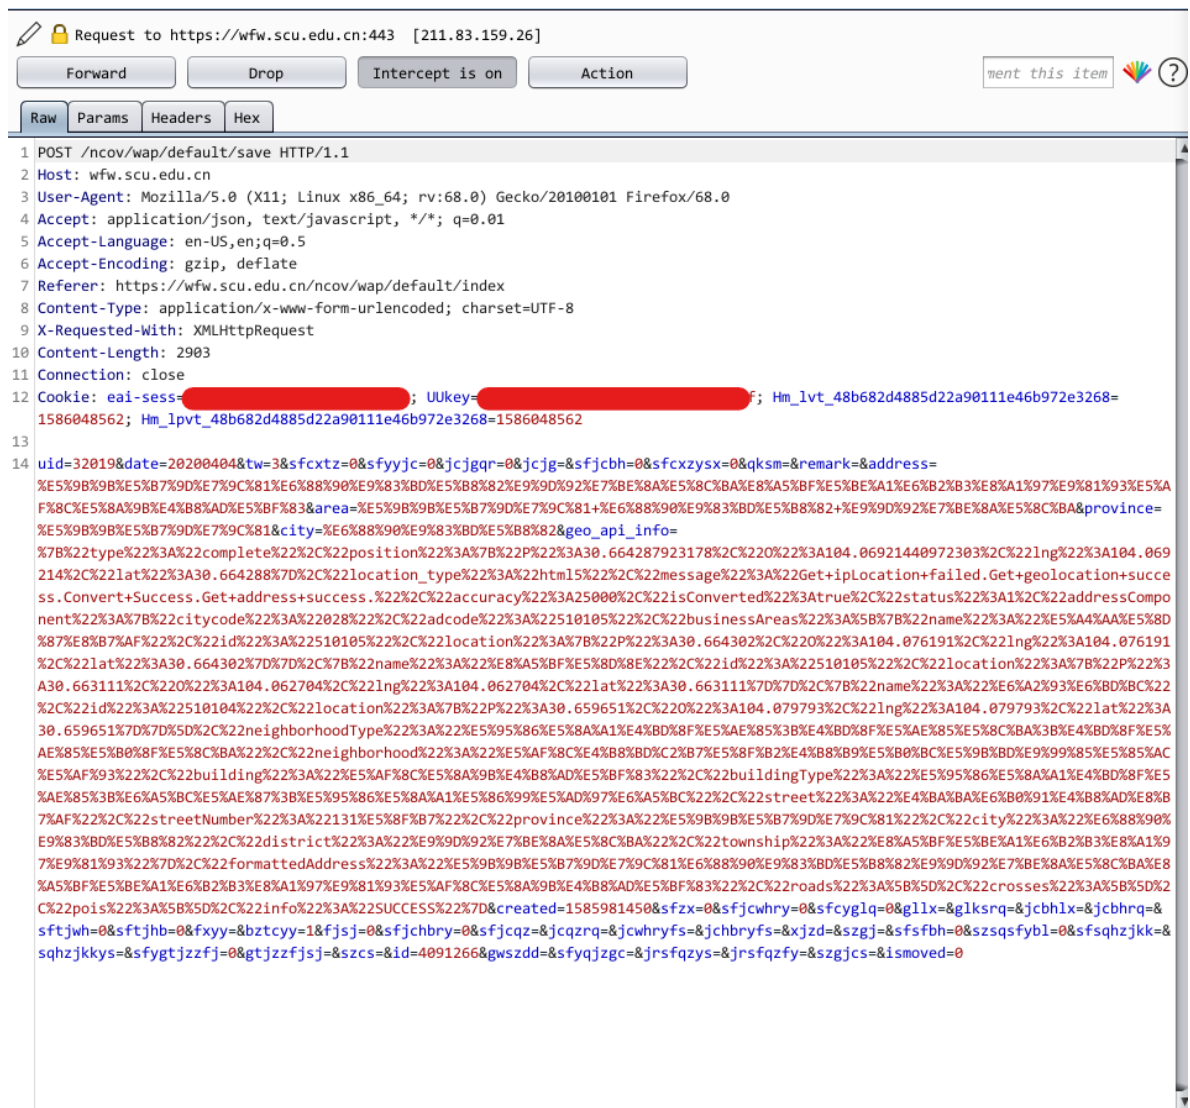 Request to https://wfw.scu.edu.cn:443 [211.83.159.26]
Forward Drop Intercept is on Action ment this item ?
Raw Params Headers Hex
1 POST /ncov/wap/default/save HTTP/1.1
2 Host: wfw.scu.edu.cn
3 User-Agent: Mozilla/5.0 (X11; Linux x86_64; rv:68.0) Gecko/20100101 Firefox/68.0
4 Accept: application/json, text/javascript, */*; q=0.01
5 Accept-Language: en-US,en;q=0.5
6 Accept-Encoding: gzip, deflate
7 Referer: https://wfw.scu.edu.cn/ncov/wap/default/index
8 Content-Type: application/x-www-form-urlencoded; charset=UTF-8
9 X-Requested-With: XMLHttpRequest
10 Content-Length: 2903
11 Connection: close
12 Cookie: eai-sess= ; UUkey= f; Hm_lvt_48b682d4885d22a90111e46b972e3268=
1586048562; Hm_lpvt_48b682d4885d22a90111e46b972e3268=1586048562
13
14 uid=32019&date=20200404&tw=3&sfcxtz=0&sfyyjc=0&jcjgqr=0&jcjg=&sfjcbh=0&sfcxzysx=0&qksm=&remark=&address=
%E5%9B%9B%E5%B7%9D%E7%9C%81%E6%88%90%E9%83%BD%E5%B8%82%E9%9D%92%E7%BE%8A%E5%8C%BA%E8%A5%BF%E5%BE%A1%E6%B2%B3%E8%A1%97%E9%81%93%E5%A
F%8C%E5%8A%9B%E4%B8%AD%E5%BF%83&area=%E5%9B%9B%E5%B7%9D%E7%9C%81+%E6%88%90%E9%83%BD%E5%B8%82+%E9%9D%92%E7%BE%8A%E5%8C%BA&province=
%E5%9B%9B%E5%B7%9D%E7%9C%81&city=%E6%88%90%E9%83%BD%E5%B8%82&geo_api_info=
%7B%22type%22%3A%22complete%22%2C%22position%22%3A%7B%22P%22%3A30.664287923178%2C%22O%22%3A104.06921440972303%2C%22lng%22%3A104.069
214%2C%22lat%22%3A30.664288%7D%2C%22location_type%22%3A%22html5%22%2C%22message%22%3A%22Get+ipLocation+failed.Get+geolocation+succe
ss.Convert+Success.Get+address+success.%22%2C%22accuracy%22%3A25000%2C%22isConverted%22%3Atrue%2C%22status%22%3A1%2C%22addressCompo
nent%22%3A%7B%22citycode%22%3A%22028%22%2C%22adcode%22%3A%22510105%22%2C%22businessAreas%22%3A%5B%7B%22name%22%3A%22%E5%A4%AA%E5%8D
%87%E8%B7%AF%22%2C%22id%22%3A%22510105%22%2C%22location%22%3A%7B%22P%22%3A30.664302%2C%22O%22%3A104.076191%2C%22lng%22%3A104.076191
%2C%22lat%22%3A30.664302%7D%7D%2C%7B%22name%22%3A%22%E8%A5%BF%E5%8D%8E%22%2C%22id%22%3A%22510105%22%2C%22location%22%3A%7B%22P%22%3
A30.663111%2C%22O%22%3A104.062704%2C%22lng%22%3A104.062704%2C%22lat%22%3A30.663111%7D%7D%2C%7B%22name%22%3A%22%E6%A2%93%E6%BD%BC%22
%2C%22id%22%3A%22510104%22%2C%22location%22%3A%7B%22P%22%3A30.659651%2C%22O%22%3A104.079793%2C%22lng%22%3A104.079793%2C%22lat%22%3A
30.659651%7D%7D%5D%2C%22neighborhoodType%22%3A%22%E5%95%86%E5%8A%A1%E4%BD%8F%E5%AE%85%3B%E4%BD%8F%E5%AE%85%E5%8C%BA%3B%E4%BD%8F%E5%
AE%85%E5%B0%8F%E5%8C%BA%22%2C%22neighborhood%22%3A%22%E5%AF%8C%E4%B8%BD%C2%B7%E5%8F%B2%E4%B8%B9%E5%B0%BC%E5%9B%BD%E9%99%85%E5%85%AC
%E5%AF%93%22%2C%22building%22%3A%22%E5%AF%8C%E5%8A%9B%E4%B8%AD%E5%BF%83%22%2C%22buildingType%22%3A%22%E5%95%86%E5%8A%A1%E4%BD%8F%E5
%AE%85%3B%E6%A5%BC%E5%AE%87%3B%E5%95%86%E5%8A%A1%E5%86%99%E5%AD%97%E6%A5%BC%22%2C%22street%22%3A%22%E4%BA%BA%E6%B0%91%E4%B8%AD%E8%B
7%AF%22%2C%22streetNumber%22%3A%22131%E5%8F%B7%22%2C%22province%22%3A%22%E5%9B%9B%E5%B7%9D%E7%9C%81%22%2C%22city%22%3A%22%E6%88%90%
E9%83%BD%E5%B8%82%22%2C%22district%22%3A%22%E9%9D%92%E7%BE%8A%E5%8C%BA%22%2C%22township%22%3A%22%E8%A5%BF%E5%BE%A1%E6%B2%B3%E8%A1%9
7%E9%81%93%22%7D%2C%22formattedAddress%22%3A%22%E5%9B%9B%E5%B7%9D%E7%9C%81%E6%88%90%E9%83%BD%E5%B8%82%E9%9D%92%E7%BE%8A%E5%8C%BA%E8
%A5%BF%E5%BE%A1%E6%B2%B3%E8%A1%97%E9%81%93%E5%AF%8C%E5%8A%9B%E4%B8%AD%E5%BF%83%22%2C%22roads%22%3A%5B%5D%2C%22crosses%22%3A%5B%5D%2
C%22pois%22%3A%5B%5D%2C%22info%22%3A%22SUCCESS%22%7D&created=1585981450&sfzx=0&sfjcwhry=0&sfcyglq=0&gllx=&glksrq=&jcbhlx=&jcbhrq=&
sftjwh=0&sftjhb=0&fxyy=&bztcyy=1&fjsj=0&sfjchbry=0&sfjcqz=&jcqzrq=&jcwhryfs=&jchbryfs=&xjzd=&szgj=&sfsfbh=0&szsqsfybl=0&sfsqhzjkk=&
sqhzjkkys=&sfygtjzzfj=0&gtjzzfjsj=&szcs=&id=4091266&gwszdd=&sfyqjzgc=&jrsfqzys=&jrsfqzfy=&szgjcs=&ismoved=0